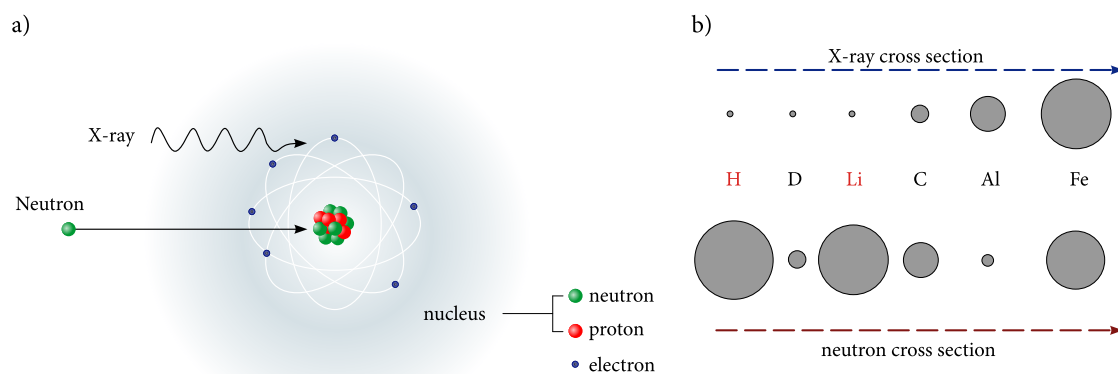 a)
X-ray
Neutron
nucleus
neutron
proton
electron
b)
X-ray cross section
H D Li C Al Fe
neutron cross section